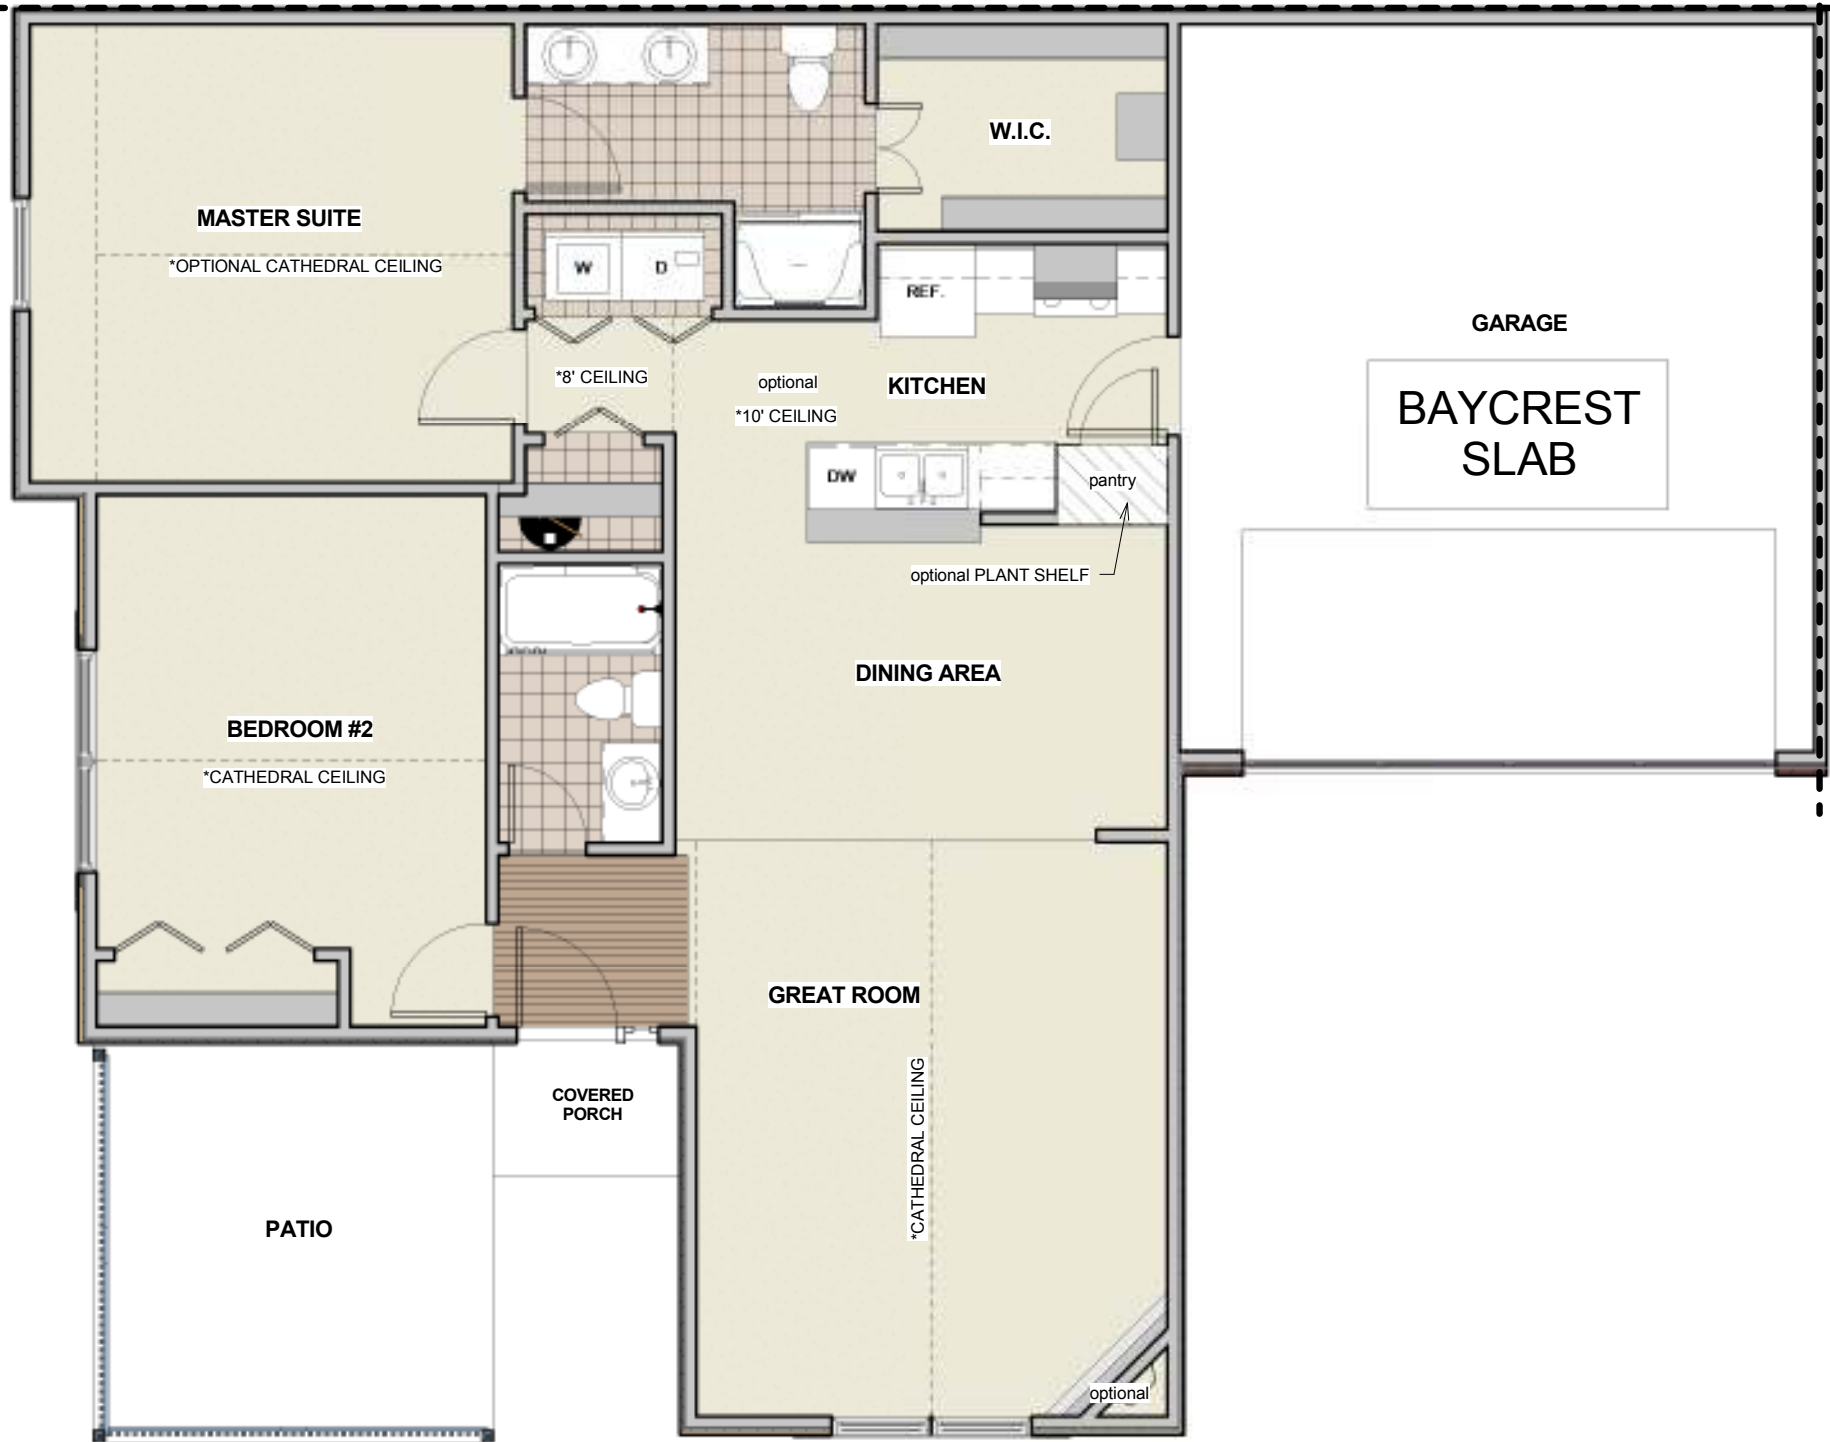 W.I.C.
MASTER SUITE
*OPTIONAL CATHEDRAL CEILING
W
D
REF.
GARAGE
*8' CEILING
optional
*10' CEILING
KITCHEN
BAYCREST
SLAB
DW
pantry
optional PLANT SHELF
DINING AREA
BEDROOM #2
*CATHEDRAL CEILING
GREAT ROOM
*CATHEDRAL CEILING
COVERED
PORCH
PATIO
optional